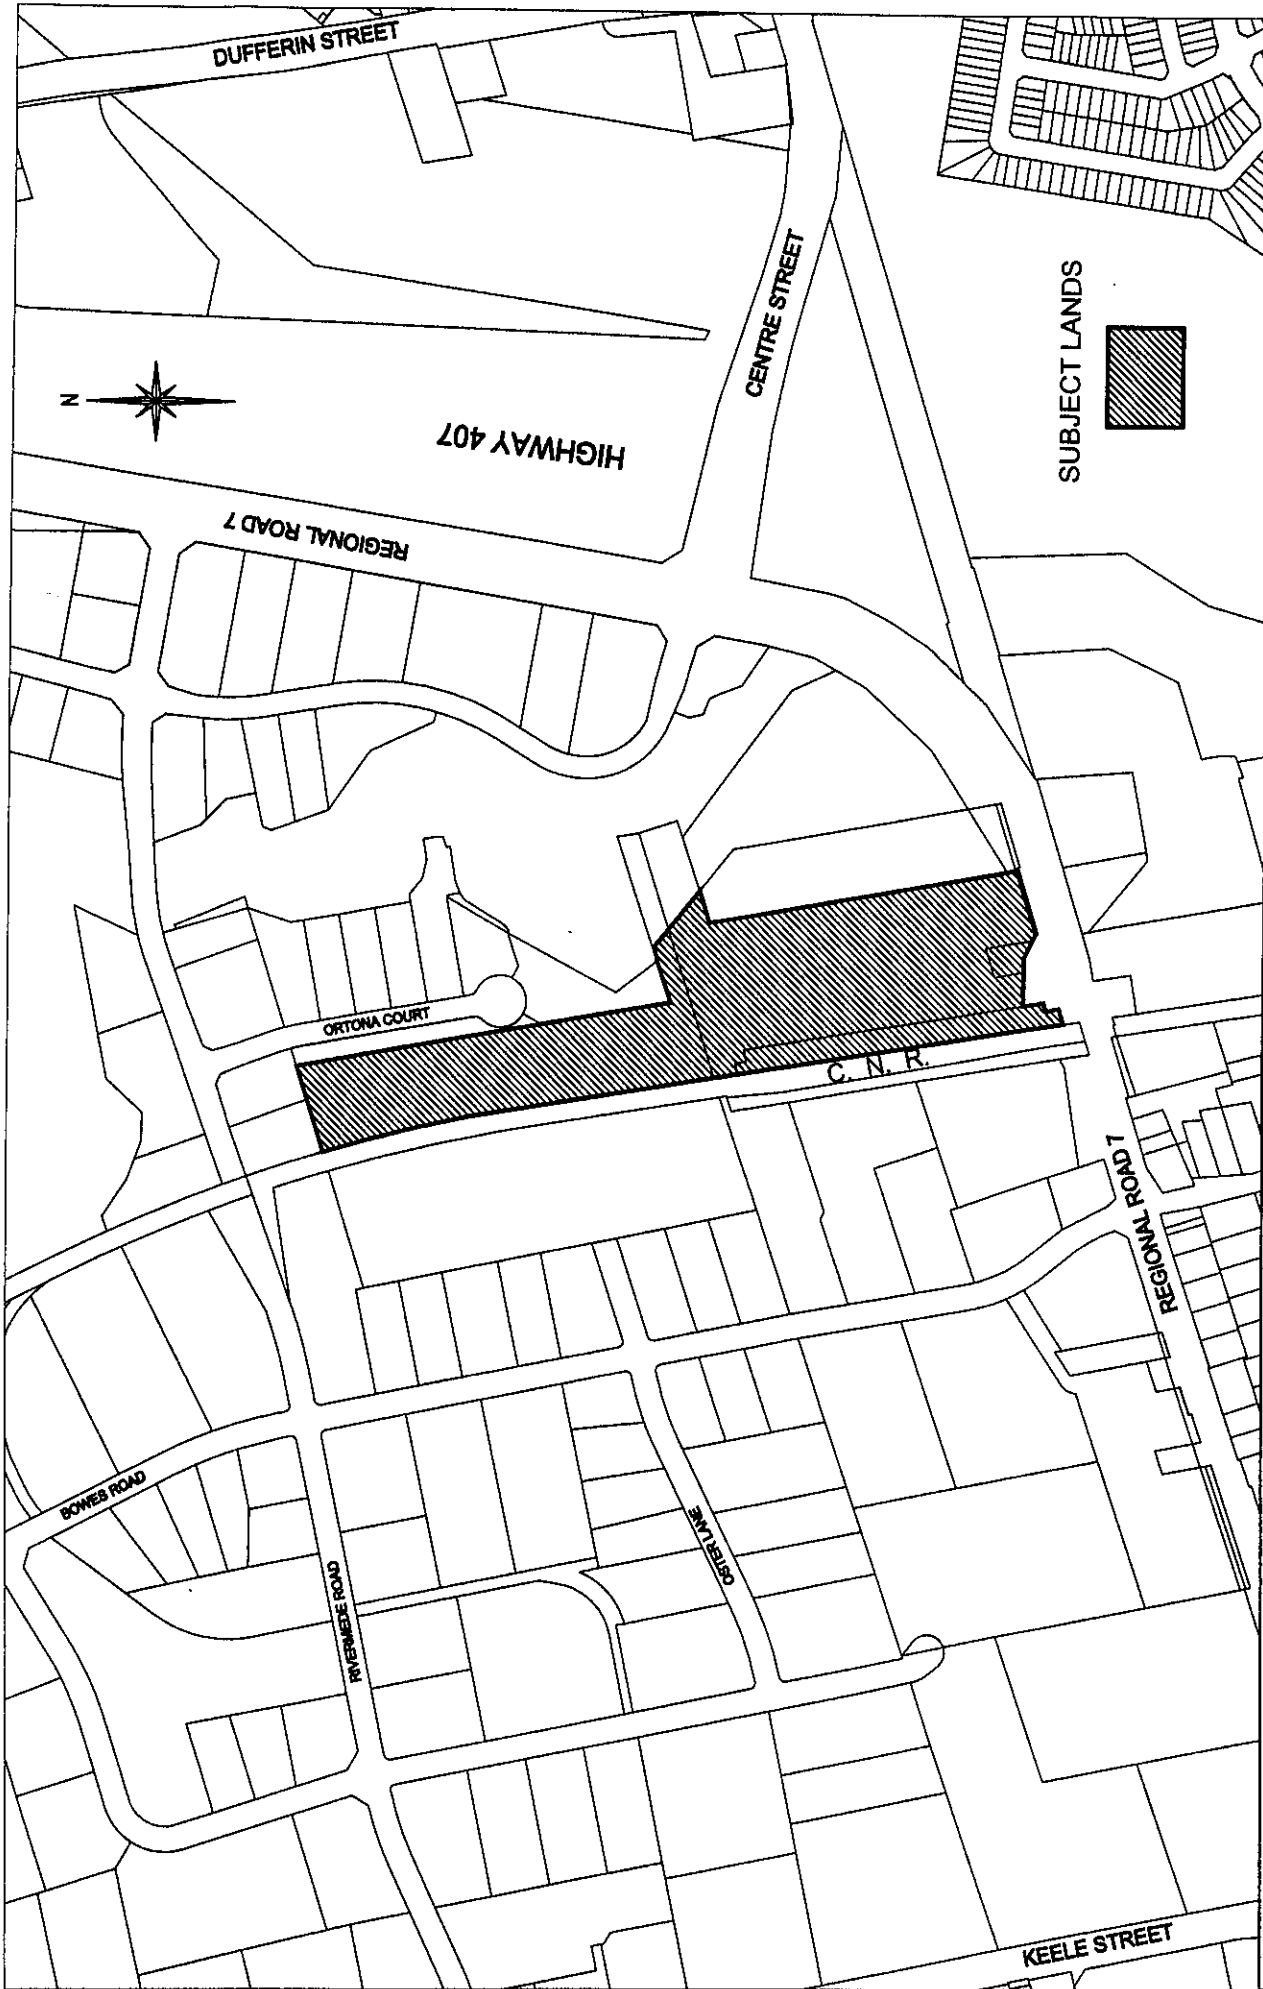 DUFFERIN STREET
CENTRE STREET
N
HIGHWAY 407
REGIONAL ROAD 7
SUBJECT LANDS
ORTONA COURT
C. N. R.
REGIONAL ROAD 7
BOWES ROAD
RIVERMEDE ROAD
OSTER LANE
KEELE STREET